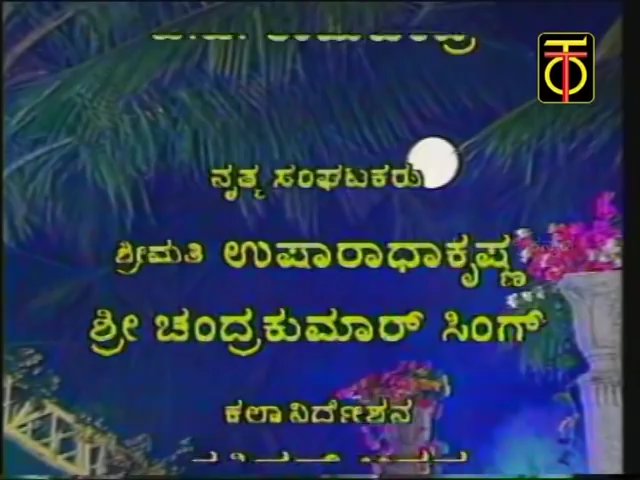 ನೃತ್ಯ ಸಂಘಟಕರು
ಶ್ರೀಮತಿ ಉಷಾರಾಧಾಕೃಷ್ಣ
ಶ್ರೀ ಚಂದ್ರಕುಮಾರ್ ಸಿಂಗ್
ಕಲಾ ನಿರ್ದೇಶನ